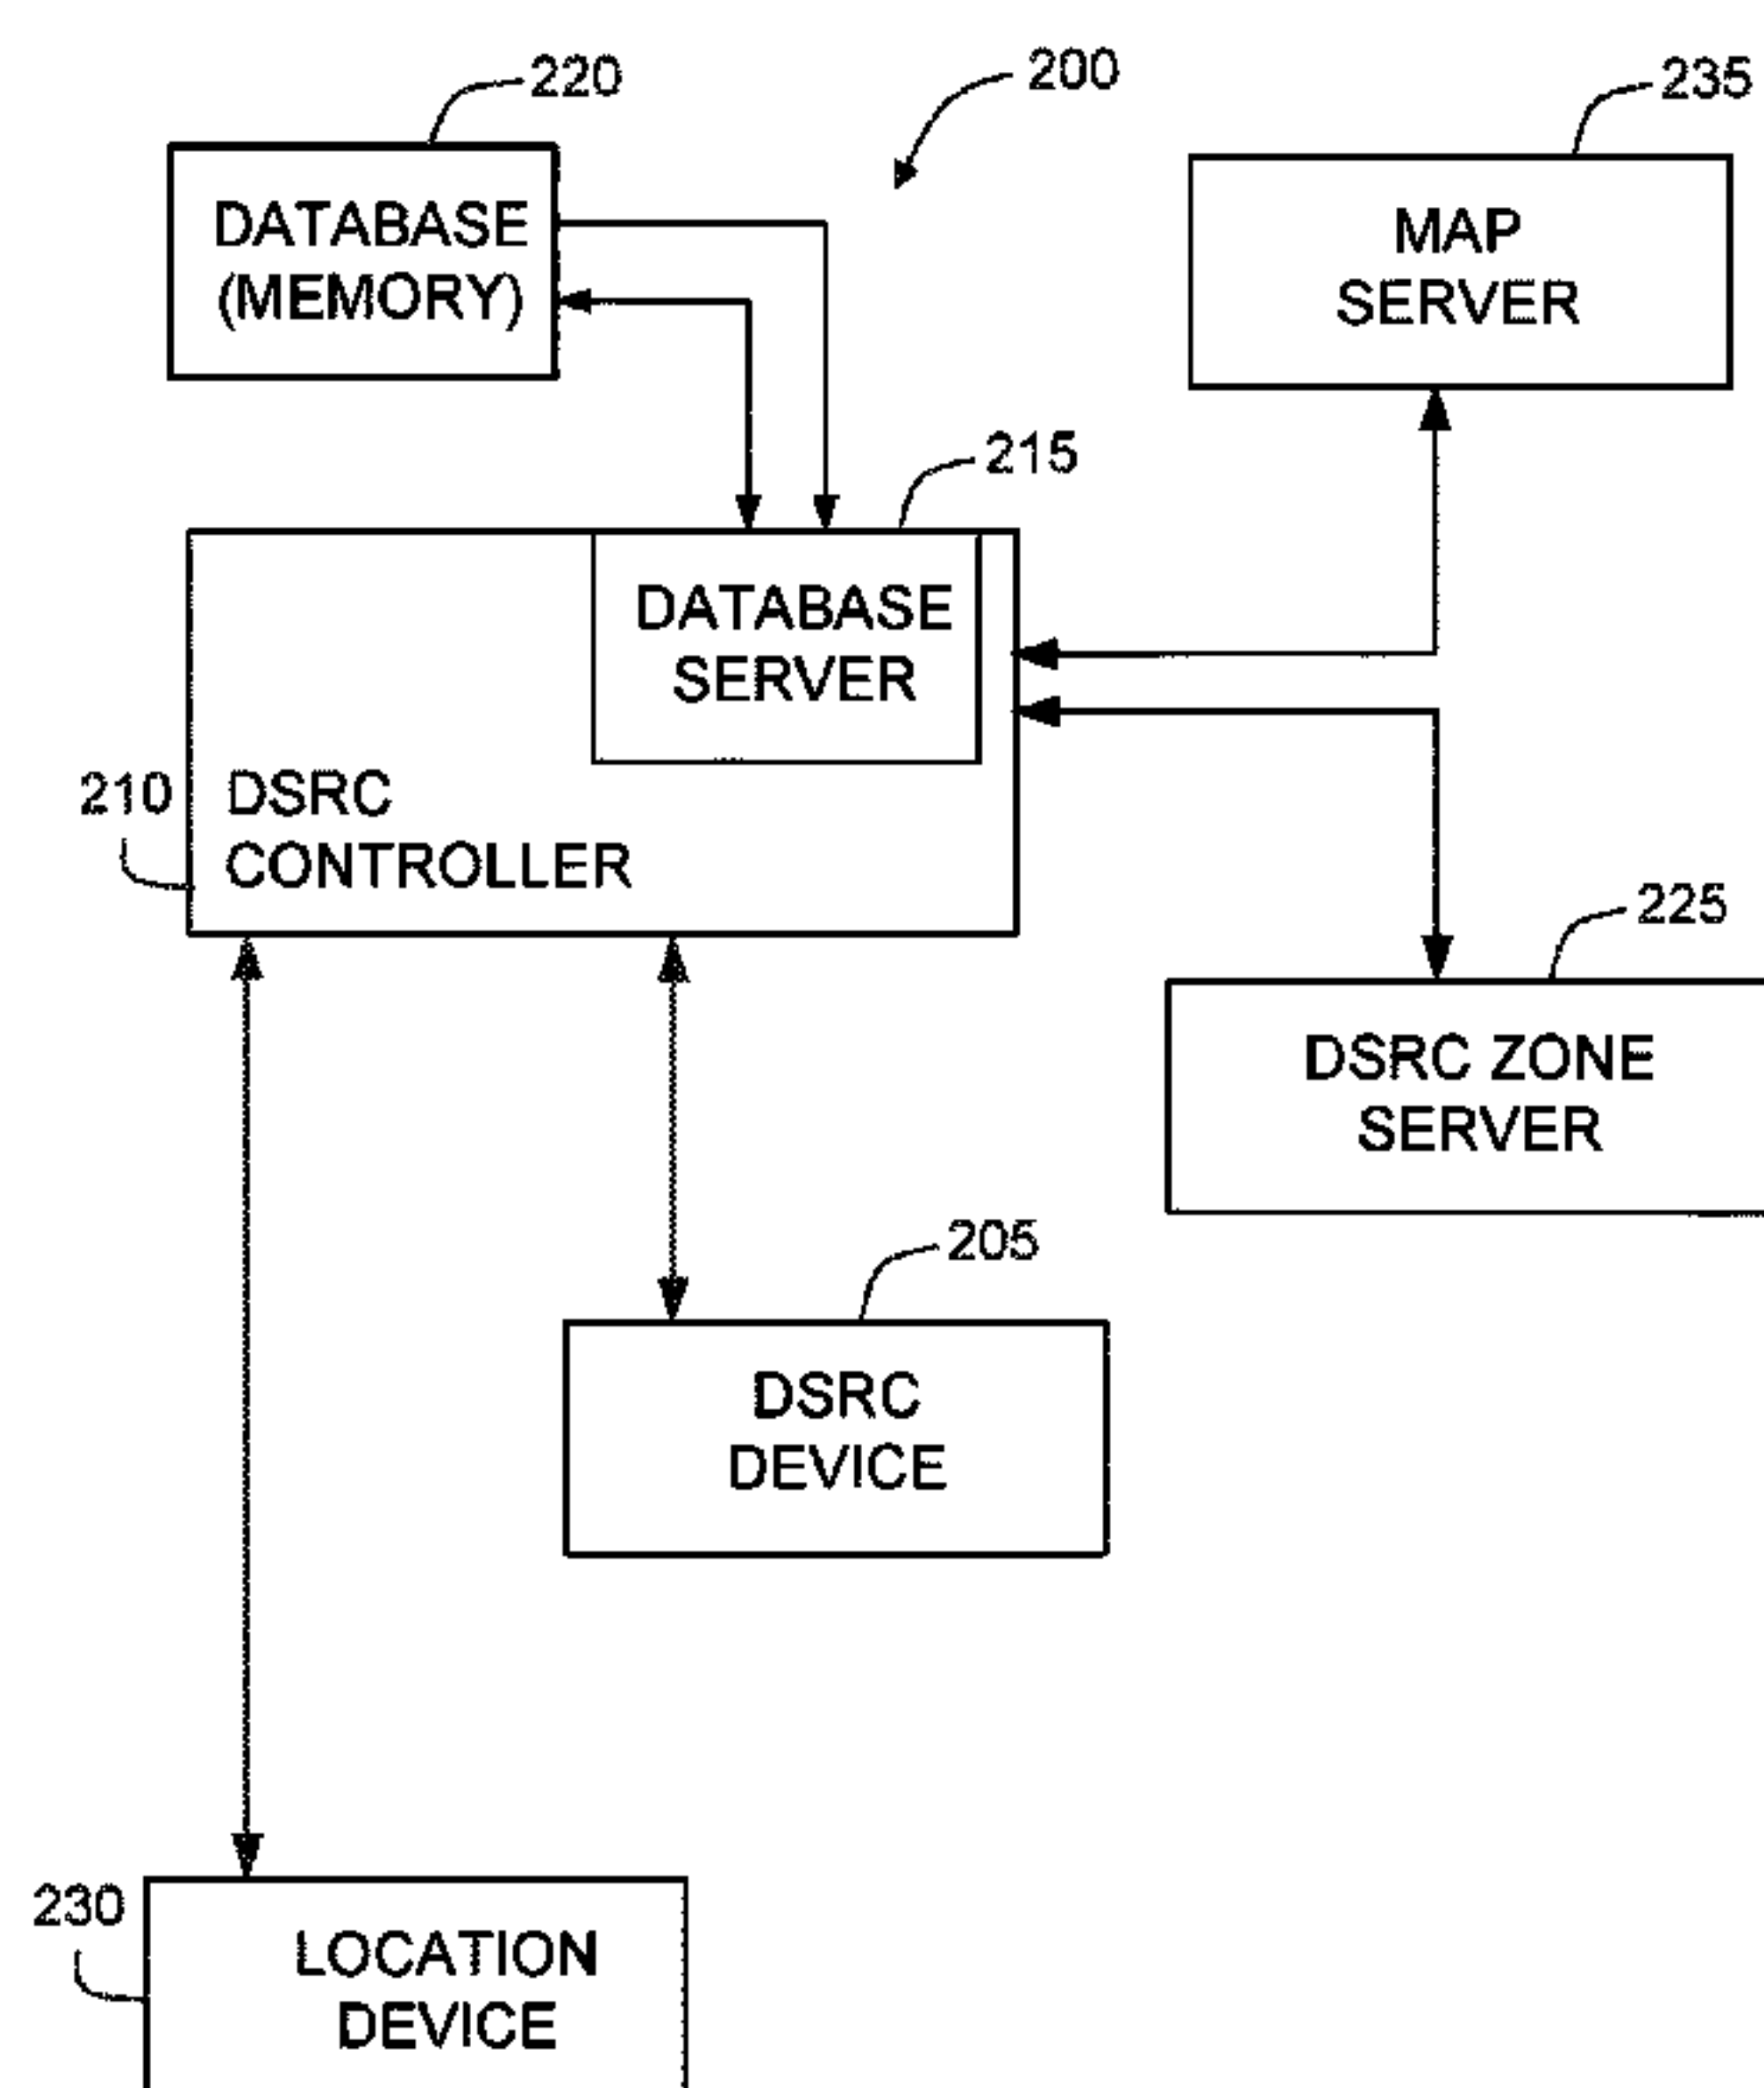 220
200
235
DATABASE
(MEMORY)
MAP
SERVER
215
DATABASE
SERVER
210
DSRC
CONTROLLER
225
DSRC ZONE
SERVER
205
DSRC
DEVICE
230
LOCATION
DEVICE